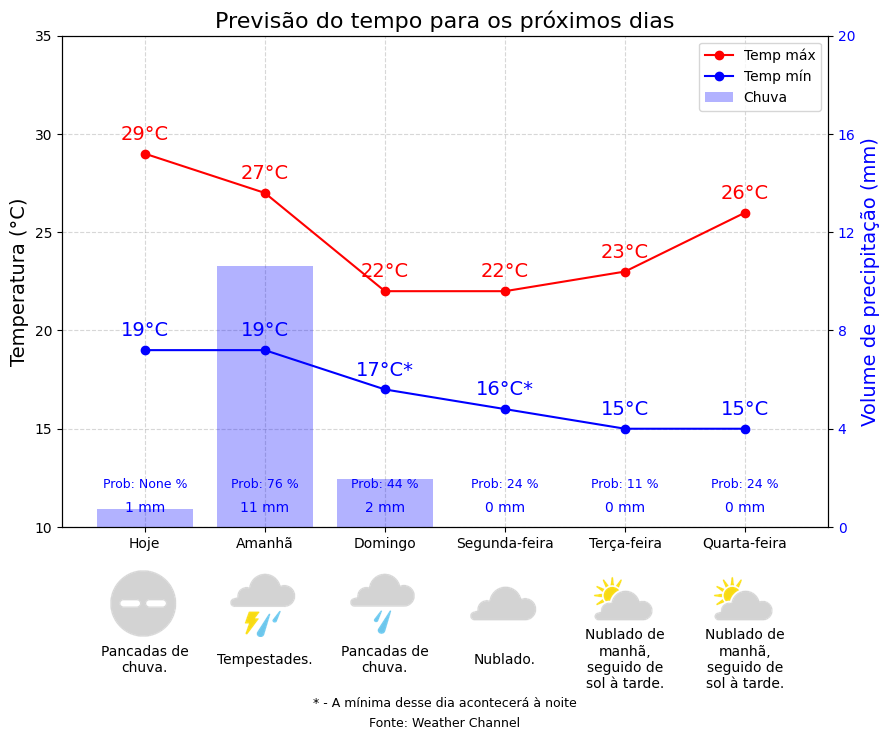 Previsão do tempo para os próximos dias
35
30
25
20
15
10
Temperatura (°C)
20
16
12
8
4
0
Volume de precipitação (mm)
Temp máx
Temp mín
Chuva
29°C
27°C
22°C
22°C
23°C
26°C
19°C
19°C
17°C*
16°C*
15°C
15°C
Prob: None %
Prob: 76 %
Prob: 44 %
Prob: 24 %
Prob: 11 %
Prob: 24 %
1 mm
11 mm
2 mm
0 mm
0 mm
0 mm
Hoje
Amanhã
Domingo
Segunda-feira
Terça-feira
Quarta-feira
Pancadas de
chuva.
Tempestades.
Pancadas de
chuva.
Nublado.
Nublado de
manhã,
seguido de
sol à tarde.
Nublado de
manhã,
seguido de
sol à tarde.
* - A mínima desse dia acontecerá à noite
Fonte: Weather Channel